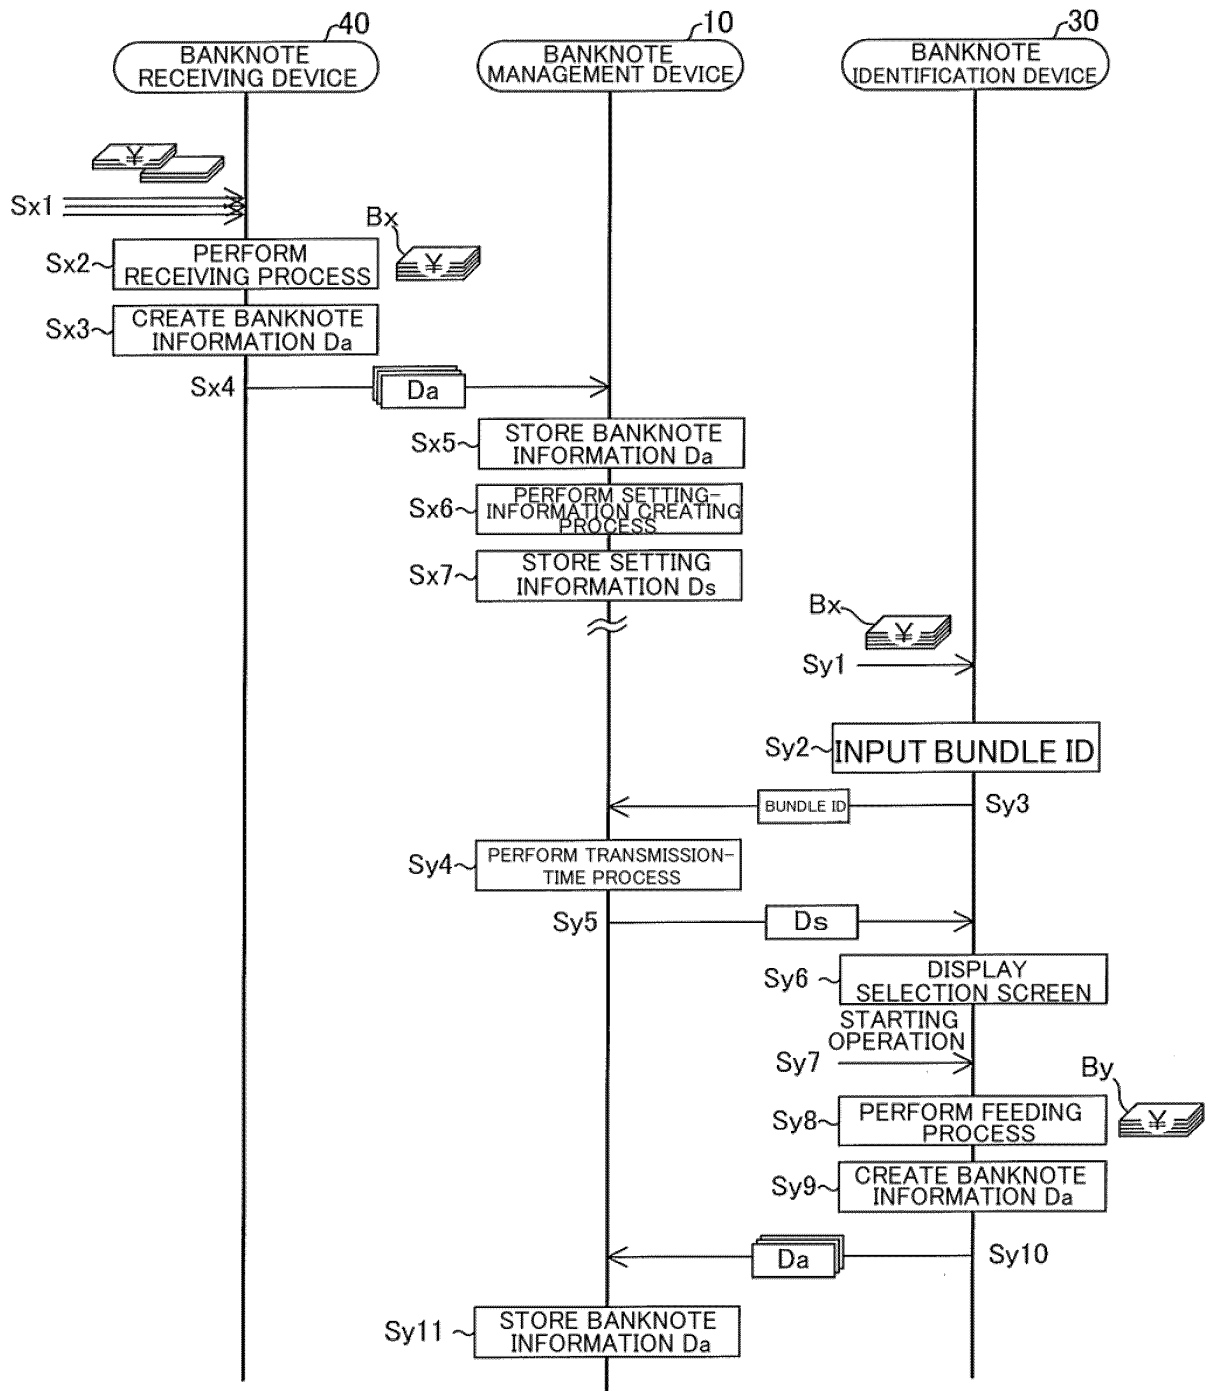 40
10
30
BANKNOTE
RECEIVING DEVICE
BANKNOTE
MANAGEMENT DEVICE
BANKNOTE
IDENTIFICATION DEVICE
¥
Sx1
Bx
Sx2
PERFORM
RECEIVING PROCESS
¥
Sx3
CREATE BANKNOTE
INFORMATION Da
Sx4
Da
Sx5
STORE BANKNOTE
INFORMATION Da
Sx6
PERFORM SETTING-
INFORMATION CREATING
PROCESS
Sx7
STORE SETTING
INFORMATION Ds
Bx
¥
Sy1
Sy2
INPUT BUNDLE ID
BUNDLE ID
Sy3
Sy4
PERFORM TRANSMISSION-
TIME PROCESS
Sy5
Ds
Sy6
DISPLAY
SELECTION SCREEN
STARTING
OPERATION
Sy7
By
Sy8
PERFORM FEEDING
PROCESS
¥
Sy9
CREATE BANKNOTE
INFORMATION Da
Da
Sy10
Sy11
STORE BANKNOTE
INFORMATION Da